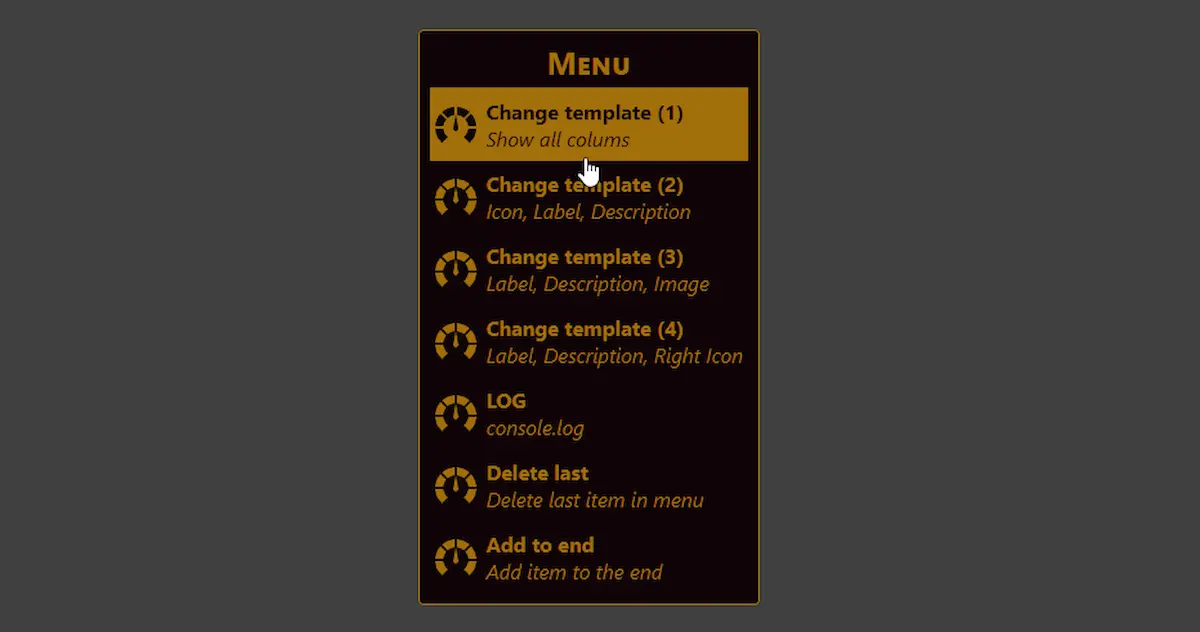 Menu
Change template (1)
Show all colums
Change template (2)
Icon, Label, Description
Change template (3)
Label, Description, Image
Change template (4)
Label, Description, Right Icon
LOG
console.log
Delete last
Delete last item in menu
Add to end
Add item to the end